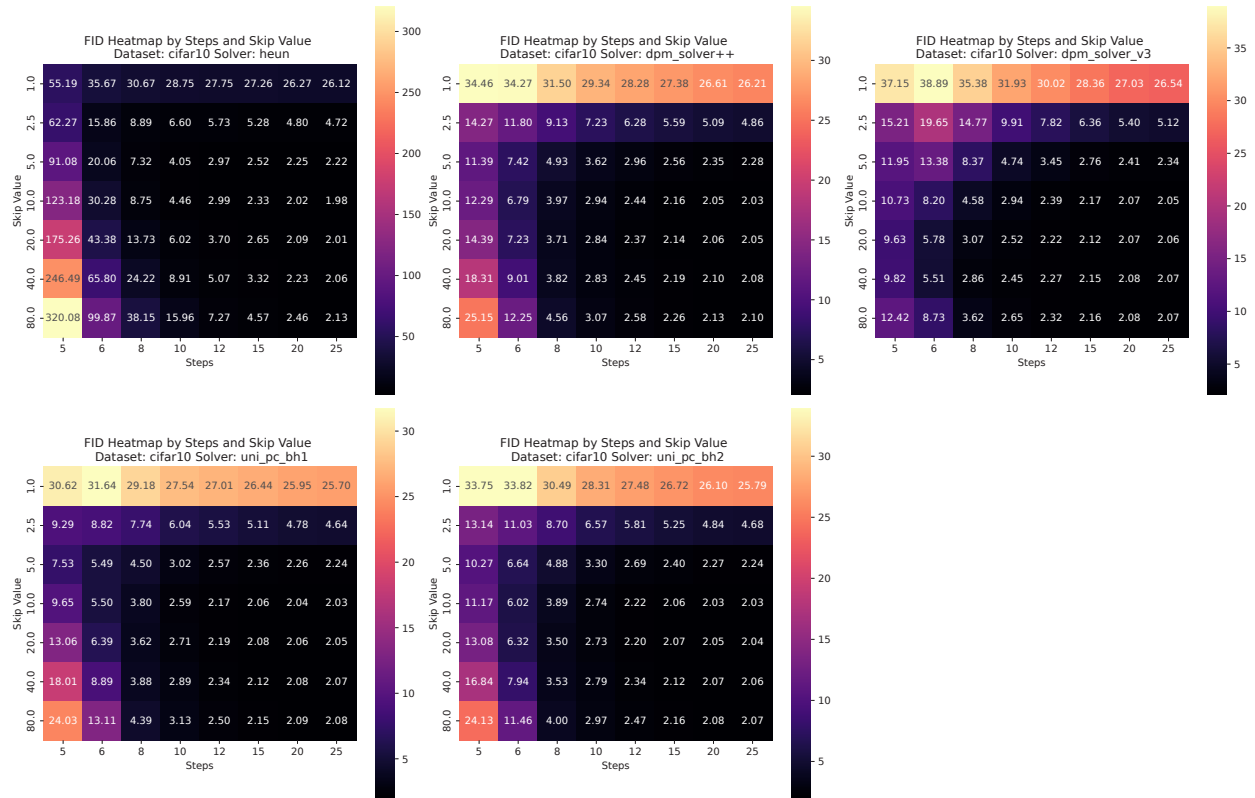 FID Heatmap by Steps and Skip Value
Dataset: cifar10 Solver: heun
1.0 55.19 35.67 30.67 28.75 27.75 27.26 26.27 26.12
2.5 62.27 15.86 8.89 6.60 5.73 5.28 4.80 4.72
5.0 91.08 20.06 7.32 4.05 2.97 2.52 2.25 2.22
10.0 123.18 30.28 8.75 4.46 2.99 2.33 2.02 1.98
20.0 175.26 43.38 13.73 6.02 3.70 2.65 2.09 2.01
40.0 246.49 65.80 24.22 8.91 5.07 3.32 2.23 2.06
80.0 320.08 99.87 38.15 15.96 7.27 4.57 2.46 2.13
5 6 8 10 12 15 20 25
Steps
Skip Value
300
250
200
150
100
50
FID Heatmap by Steps and Skip Value
Dataset: cifar10 Solver: dpm_solver++
1.0 34.46 34.27 31.50 29.34 28.28 27.38 26.61 26.21
2.5 14.27 11.80 9.13 7.23 6.28 5.59 5.09 4.86
5.0 11.39 7.42 4.93 3.62 2.96 2.56 2.35 2.28
10.0 12.29 6.79 3.97 2.94 2.44 2.16 2.05 2.03
20.0 14.39 7.23 3.71 2.84 2.37 2.14 2.06 2.05
40.0 18.31 9.01 3.82 2.83 2.45 2.19 2.10 2.08
80.0 25.15 12.25 4.56 3.07 2.58 2.26 2.13 2.10
5 6 8 10 12 15 20 25
Steps
Skip Value
30
25
20
15
10
5
FID Heatmap by Steps and Skip Value
Dataset: cifar10 Solver: dpm_solver_v3
1.0 37.15 38.89 35.38 31.93 30.02 28.36 27.03 26.54
2.5 15.21 19.65 14.77 9.91 7.82 6.36 5.40 5.12
5.0 11.95 13.38 8.37 4.74 3.45 2.76 2.41 2.34
10.0 10.73 8.20 4.58 2.94 2.39 2.17 2.07 2.05
20.0 9.63 5.78 3.07 2.52 2.22 2.12 2.07 2.06
40.0 9.82 5.51 2.86 2.45 2.27 2.15 2.08 2.07
80.0 12.42 8.73 3.62 2.65 2.32 2.16 2.08 2.07
5 6 8 10 12 15 20 25
Steps
Skip Value
35
30
25
20
15
10
5
FID Heatmap by Steps and Skip Value
Dataset: cifar10 Solver: uni_pc_bh1
1.0 30.62 31.64 29.18 27.54 27.01 26.44 25.95 25.70
2.5 9.29 8.82 7.74 6.04 5.53 5.11 4.78 4.64
5.0 7.53 5.49 4.50 3.02 2.57 2.36 2.26 2.24
10.0 9.65 5.50 3.80 2.59 2.17 2.06 2.04 2.03
20.0 13.06 6.39 3.62 2.71 2.19 2.08 2.06 2.05
40.0 18.01 8.89 3.88 2.89 2.34 2.12 2.08 2.07
80.0 24.03 13.11 4.39 3.13 2.50 2.15 2.09 2.08
5 6 8 10 12 15 20 25
Steps
Skip Value
30
25
20
15
10
5
FID Heatmap by Steps and Skip Value
Dataset: cifar10 Solver: uni_pc_bh2
1.0 33.75 33.82 30.49 28.31 27.48 26.72 26.10 25.79
2.5 13.14 11.03 8.70 6.57 5.81 5.25 4.84 4.68
5.0 10.27 6.64 4.88 3.30 2.69 2.40 2.27 2.24
10.0 11.17 6.02 3.89 2.74 2.22 2.06 2.03 2.03
20.0 13.08 6.32 3.50 2.73 2.20 2.07 2.05 2.04
40.0 16.84 7.94 3.53 2.79 2.34 2.12 2.07 2.06
80.0 24.13 11.46 4.00 2.97 2.47 2.16 2.08 2.07
5 6 8 10 12 15 20 25
Steps
Skip Value
30
25
20
15
10
5